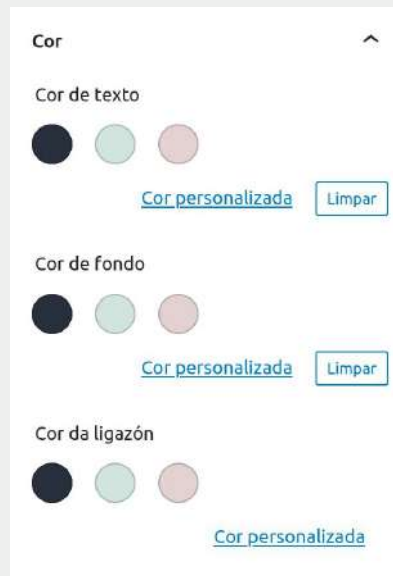 Cor
Cor de texto
Cor personalizada Limpar
Cor de fondo
Cor personalizada Limpar
Cor da ligazón
Cor personalizada